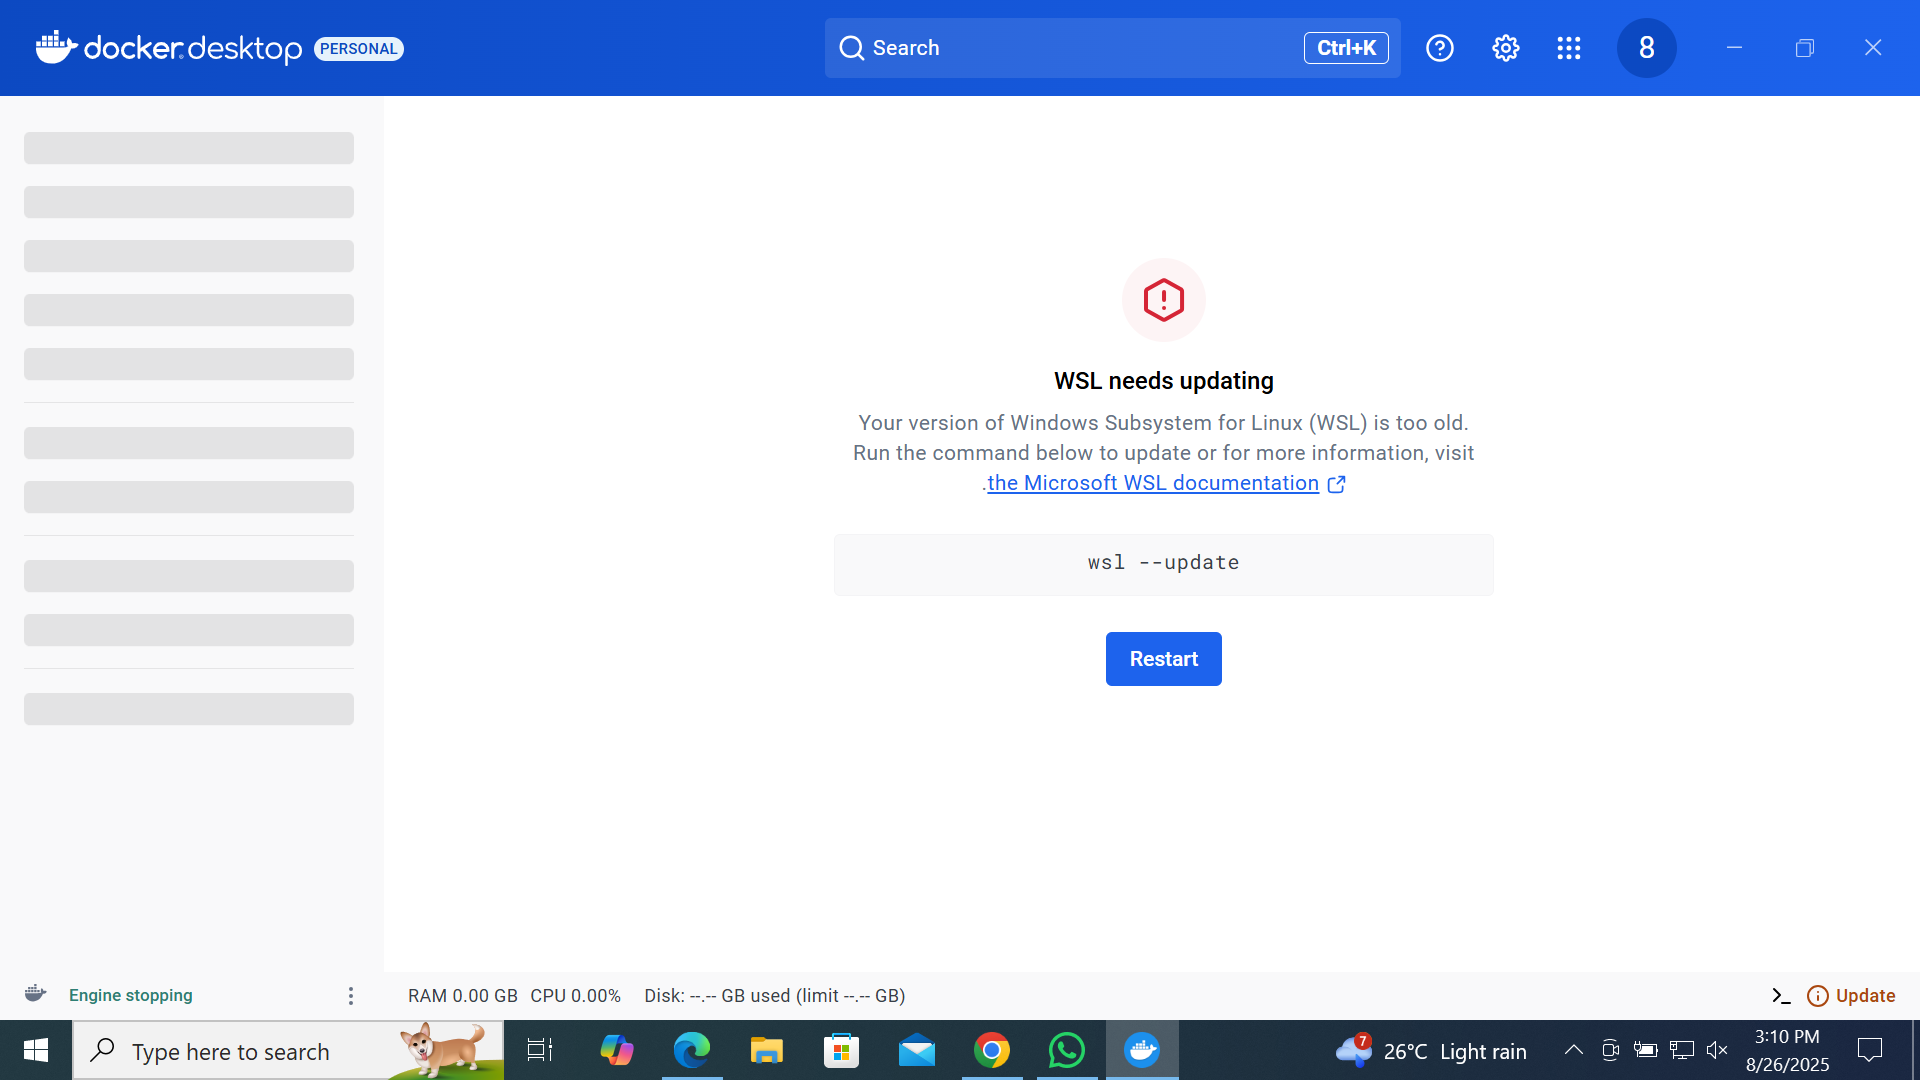 docker desktop PERSONAL
Search
Ctrl+K
8
WSL needs updating
Your version of Windows Subsystem for Linux (WSL) is too old.
Run the command below to update or for more information, visit
.the Microsoft WSL documentation
wsl --update
Restart
Engine stopping
RAM 0.00 GB CPU 0.00% Disk: --.-- GB used (limit --.-- GB)
Update
Type here to search
7
26°C Light rain
3:10 PM
8/26/2025